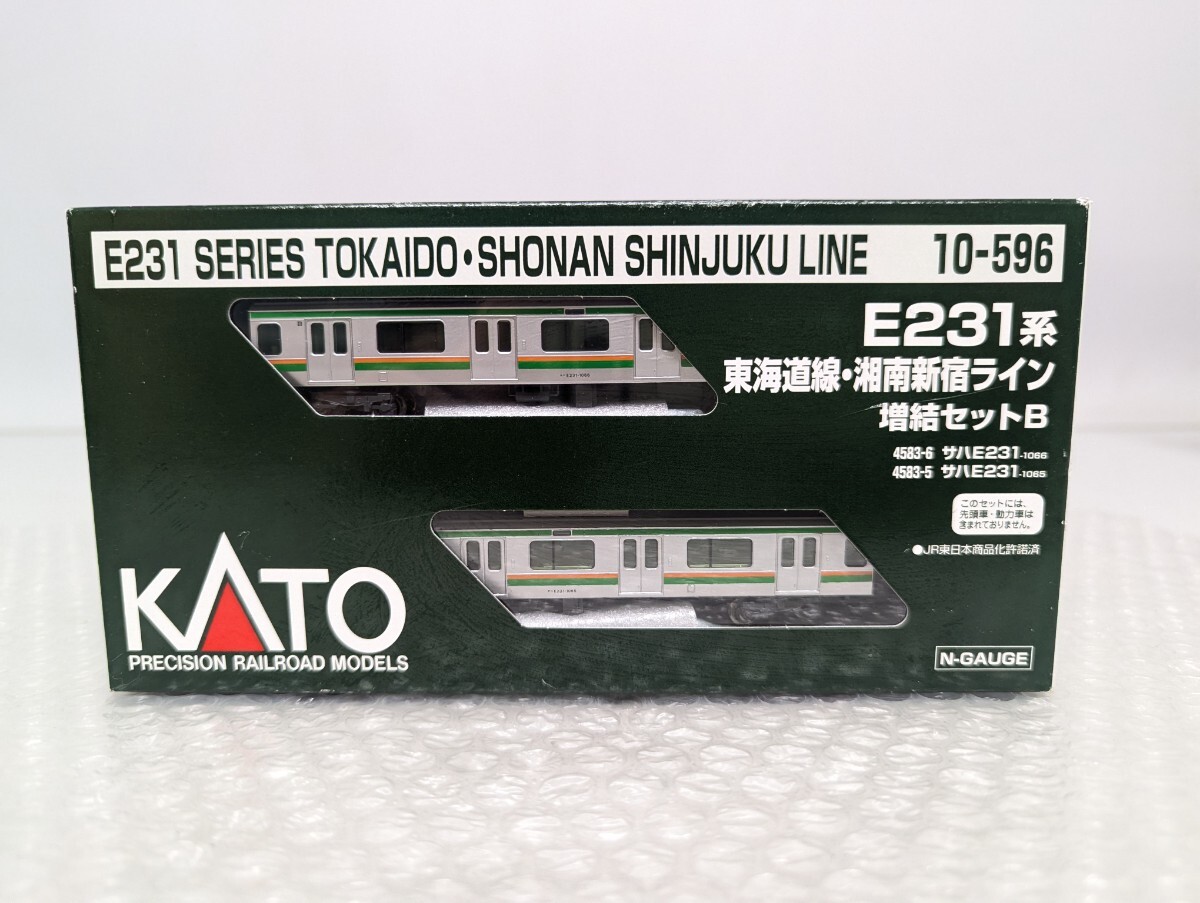 E231 SERIES TOKAIDO・SHONAN SHINJUKU LINE 10-596
E231系
東海道線・湘南新宿ライン
増結セットB
4583-6 サハE231-1066
4583-5 サハE231-1065
このセットには、
先頭車・動力車は
含まれておりません。
●JR東日本商品化許諾済
KATO
PRECISION RAILROAD MODELS
N-GAUGE